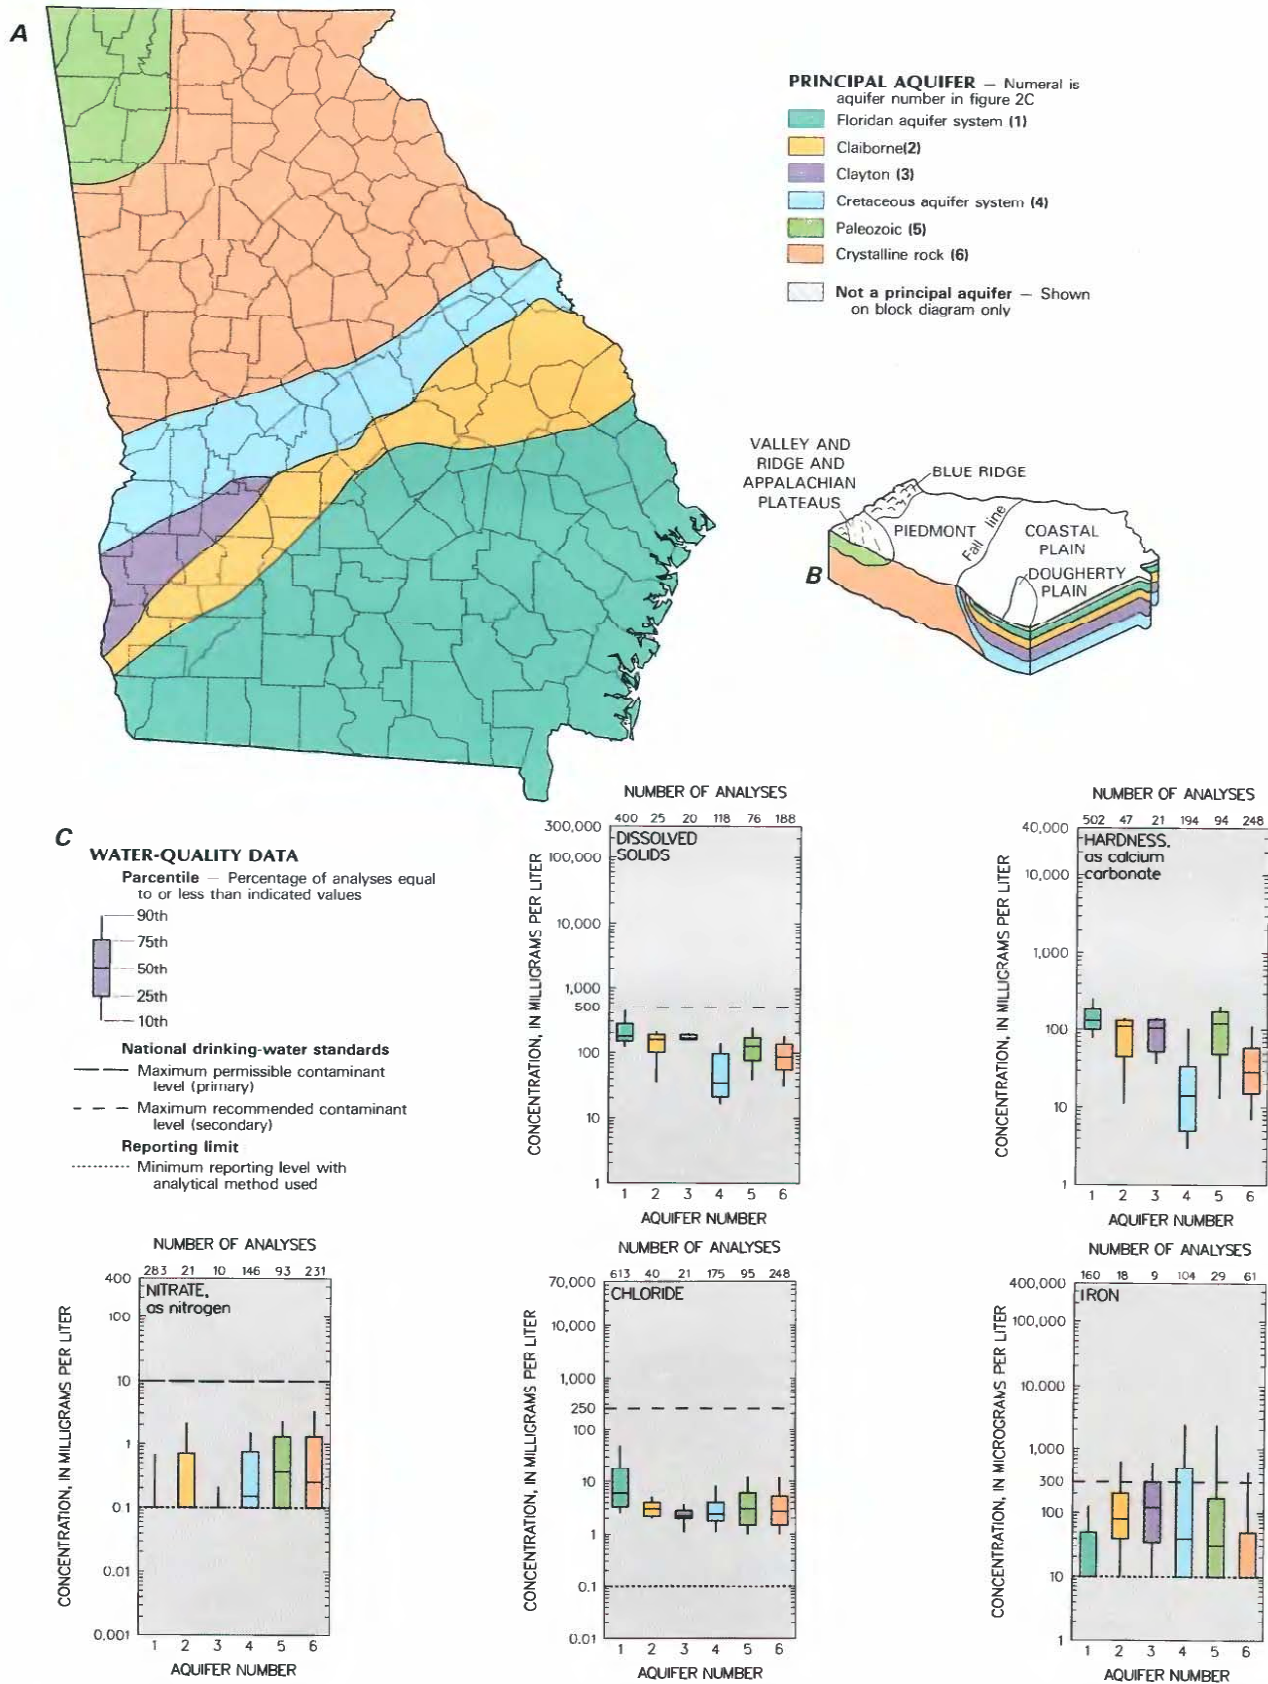 A
PRINCIPAL AQUIFER — Numeral is
aquifer number in figure 2C
Floridan aquifer system (1)
Claiborne(2)
Clayton (3)
Cretaceous aquifer system (4)
Paleozoic (5)
Crystalline rock (6)
Not a principal aquifer — Shown
on block diagram only
VALLEY AND
RIDGE AND
APPALACHIAN
PLATEAUS
BLUE RIDGE
PIEDMONT
Fall line
COASTAL
PLAIN
DOUGHERTY
PLAIN
B
C
WATER-QUALITY DATA
Parcentile — Percentage of analyses equal
to or less than indicated values
90th
75th
50th
25th
10th
National drinking-water standards
Maximum permissible contaminant
level (primary)
Maximum recommended contaminant
level (secondary)
Reporting limit
Minimum reporting level with
analytical method used
NUMBER OF ANALYSES
400 25 20 118 76 188
DISSOLVED
SOLIDS
CONCENTRATION, IN MILLIGRAMS PER LITER
300,000
100,000
10,000
1,000
500
100
10
1
1 2 3 4 5 6
AQUIFER NUMBER
NUMBER OF ANALYSES
502 47 21 194 94 248
HARDNESS,
as calcium
carbonate
CONCENTRATION, IN MILLIGRAMS PER LITER
40,000
10,000
1,000
100
10
1
1 2 3 4 5 6
AQUIFER NUMBER
NUMBER OF ANALYSES
283 21 10 146 93 231
NITRATE,
as nitrogen
CONCENTRATION, IN MILLIGRAMS PER LITER
400
100
10
1
0.1
0.01
0.001
1 2 3 4 5 6
AQUIFER NUMBER
NUMBER OF ANALYSES
613 40 21 175 95 248
CHLORIDE
CONCENTRATION, IN MILLIGRAMS PER LITER
70,000
10,000
1,000
250
100
10
1
0.1
0.01
1 2 3 4 5 6
AQUIFER NUMBER
NUMBER OF ANALYSES
160 18 9 104 29 61
IRON
CONCENTRATION, IN MICROGRAMS PER LITER
400,000
100,000
10.000
1,000
300
100
10
1
1 2 3 4 5 6
AQUIFER NUMBER